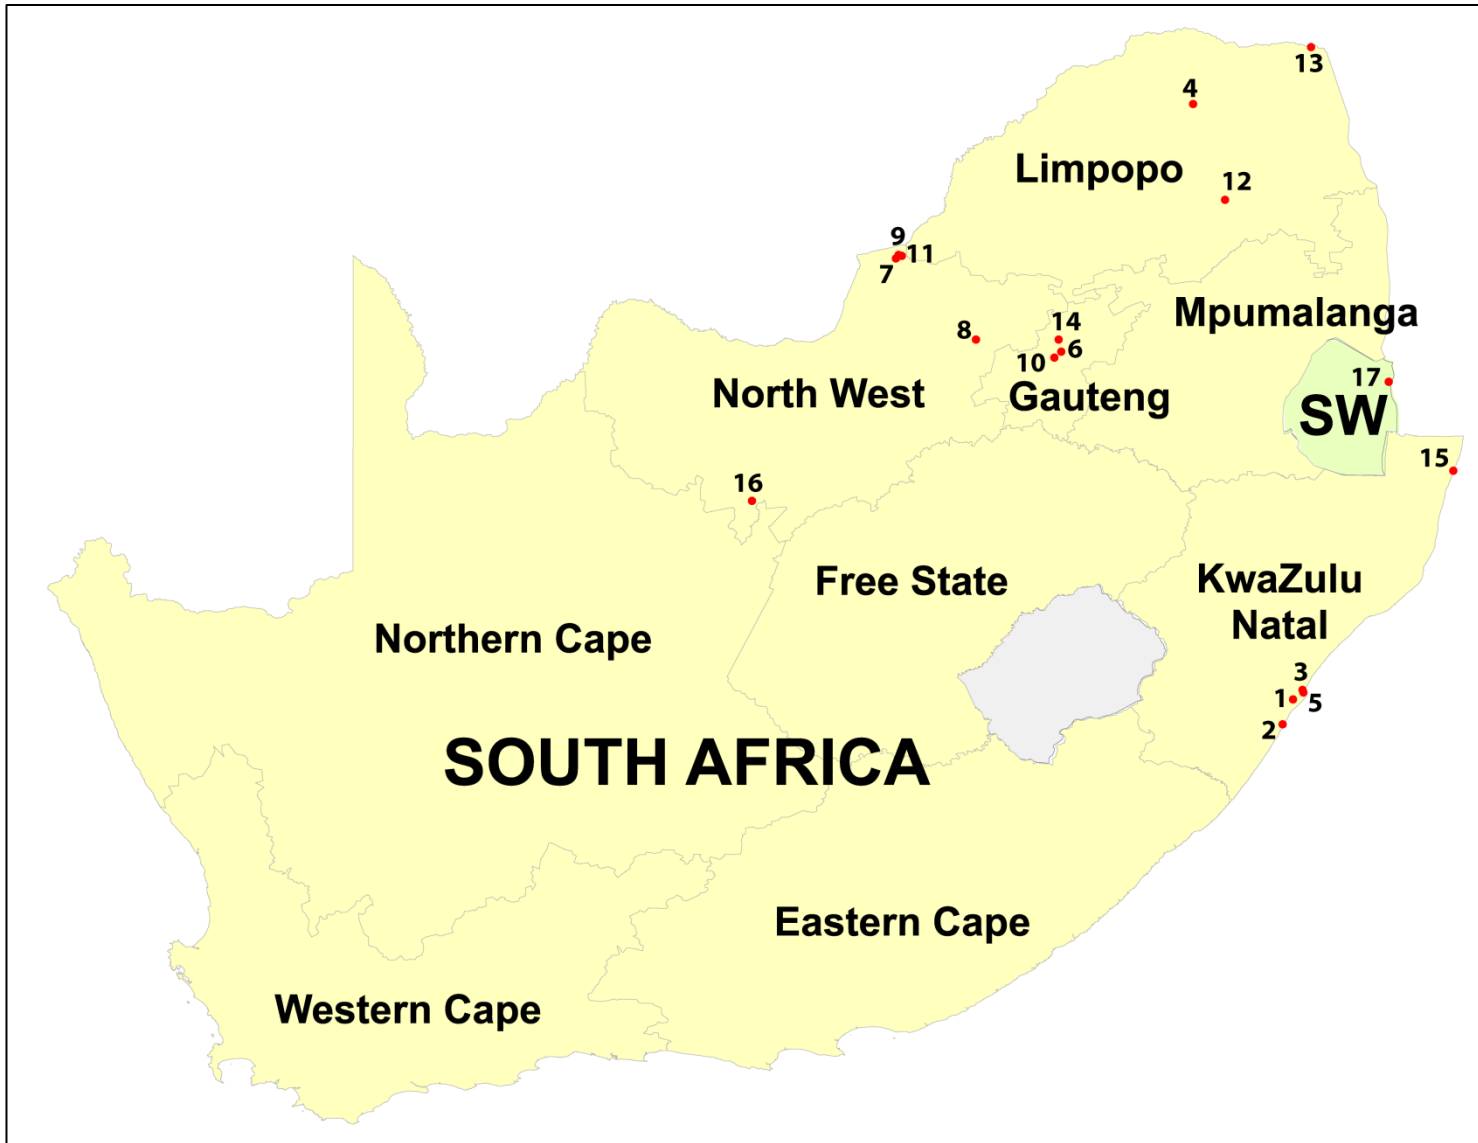 13
4
Limpopo
12
9
11
7
Mpumalanga
14
8
6
10
17
North West
Gauteng
SW
15
16
Free State
KwaZulu
Natal
Northern Cape
3
1
5
2
SOUTH AFRICA
Eastern Cape
Western Cape